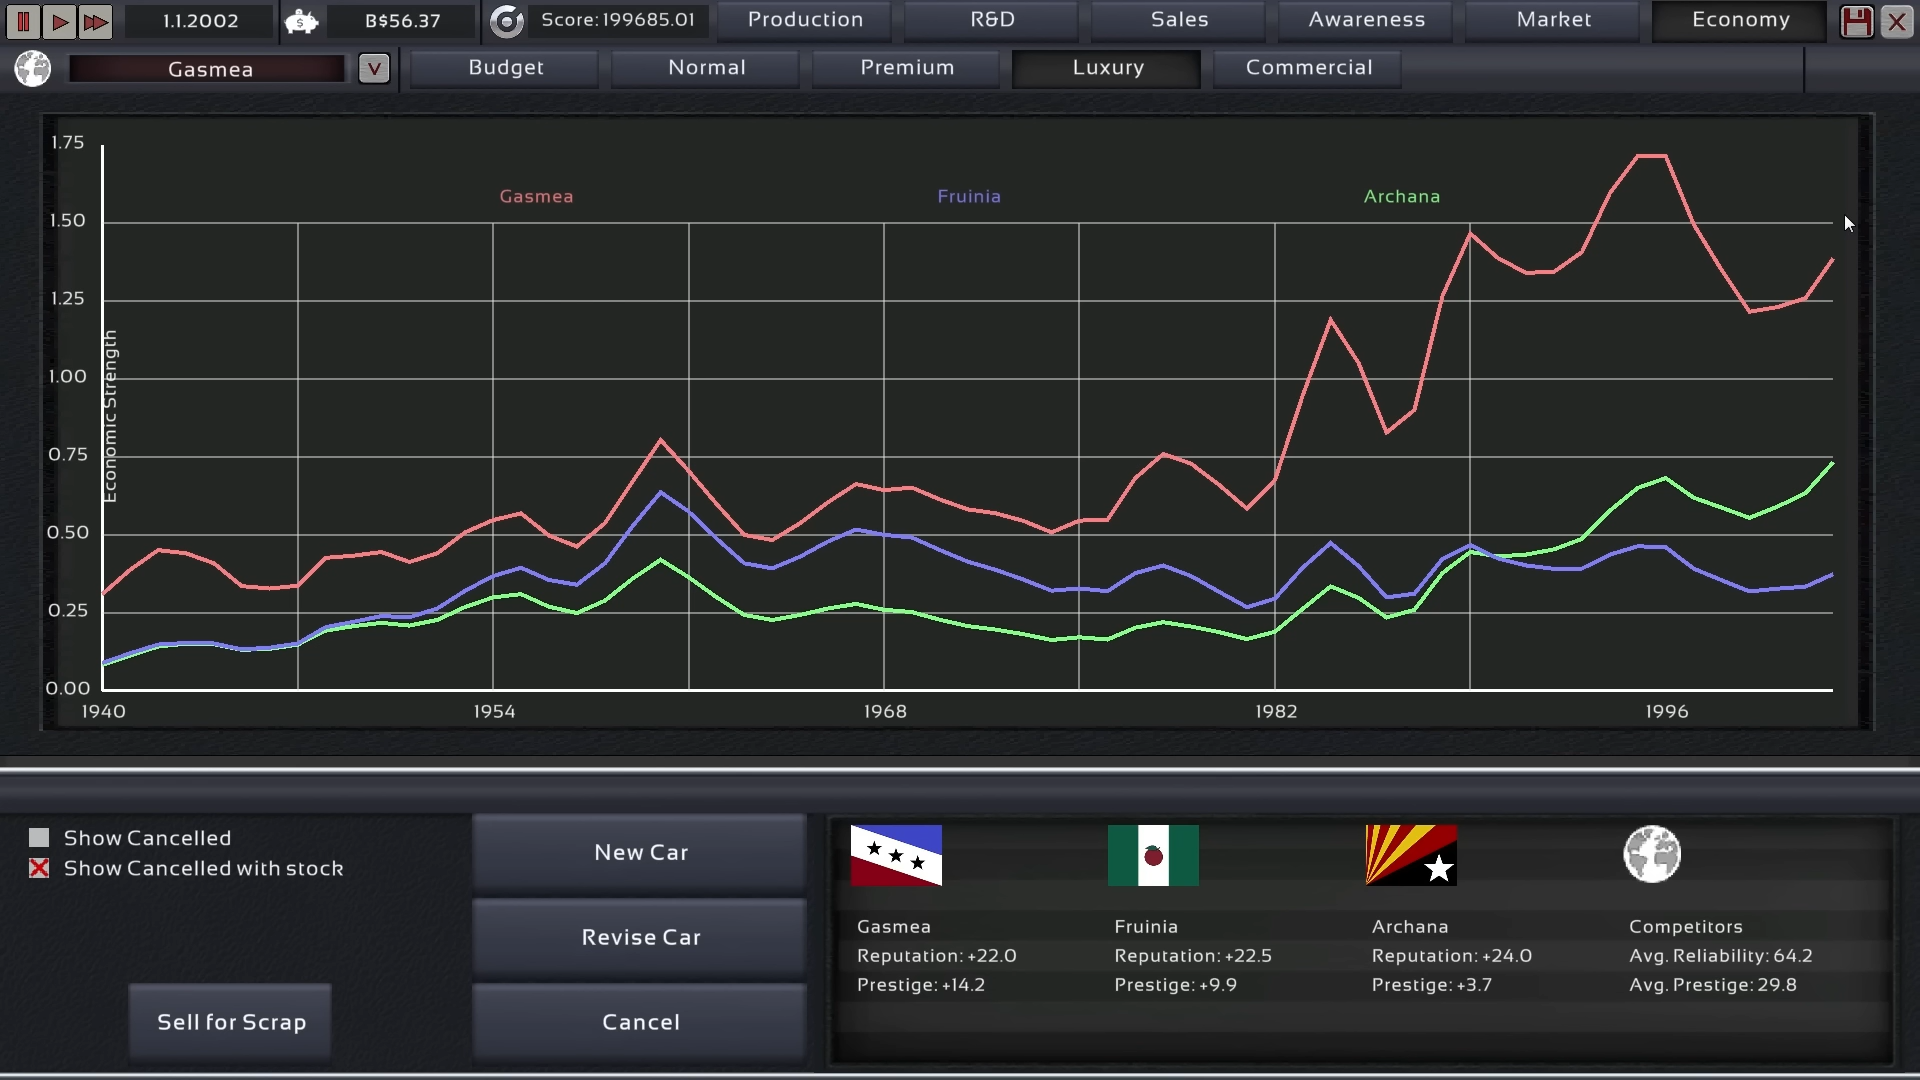 1.1.2002
B$56.37
Score: 199685.01
Production
R&D
Sales
Awareness
Market
Economy
Gasmea
V
Budget
Normal
Premium
Luxury
Commercial
1.75
1.50
1.25
1.00
0.75
0.50
0.25
0.00
Economic Strength
Gasmea
Fruinia
Archana
1940
1954
1968
1982
1996
Show Cancelled
Show Cancelled with stock
Sell for Scrap
New Car
Revise Car
Cancel
Gasmea
Reputation: +22.0
Prestige: +14.2
Fruinia
Reputation: +22.5
Prestige: +9.9
Archana
Reputation: +24.0
Prestige: +3.7
Competitors
Avg. Reliability: 64.2
Avg. Prestige: 29.8